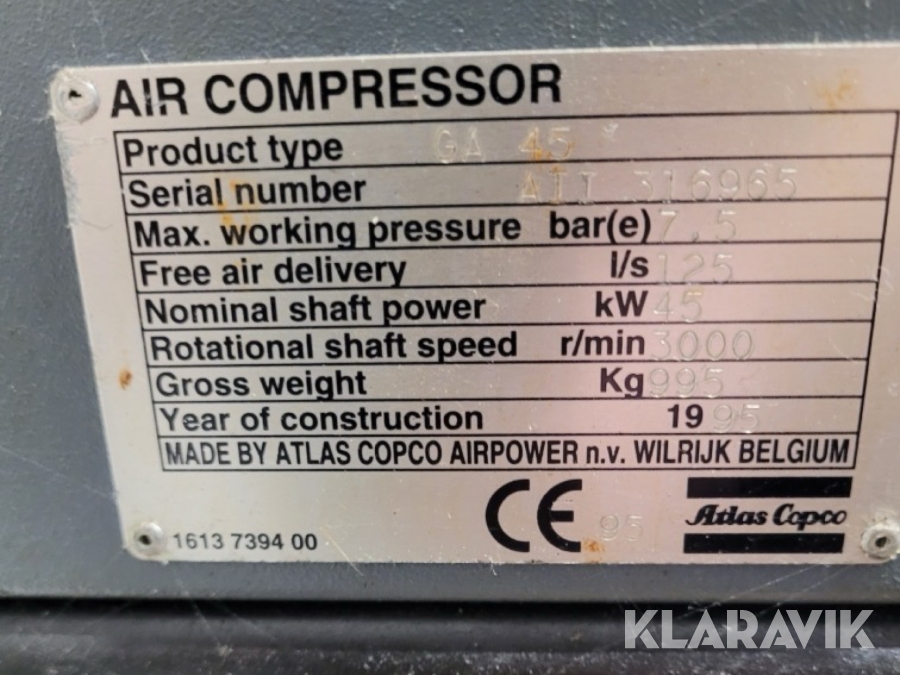 AIR COMPRESSOR
Product type GA 45
Serial number AII 316965
Max. working pressure bar(e) 7,5
Free air delivery l/s 125
Nominal shaft power kW 45
Rotational shaft speed r/min 3000
Gross weight Kg 995
Year of construction 19 95
MADE BY ATLAS COPCO AIRPOWER n.v. WILRIJK BELGIUM
1613 7394 00
CE 95
Atlas Copco
KLARAVIK